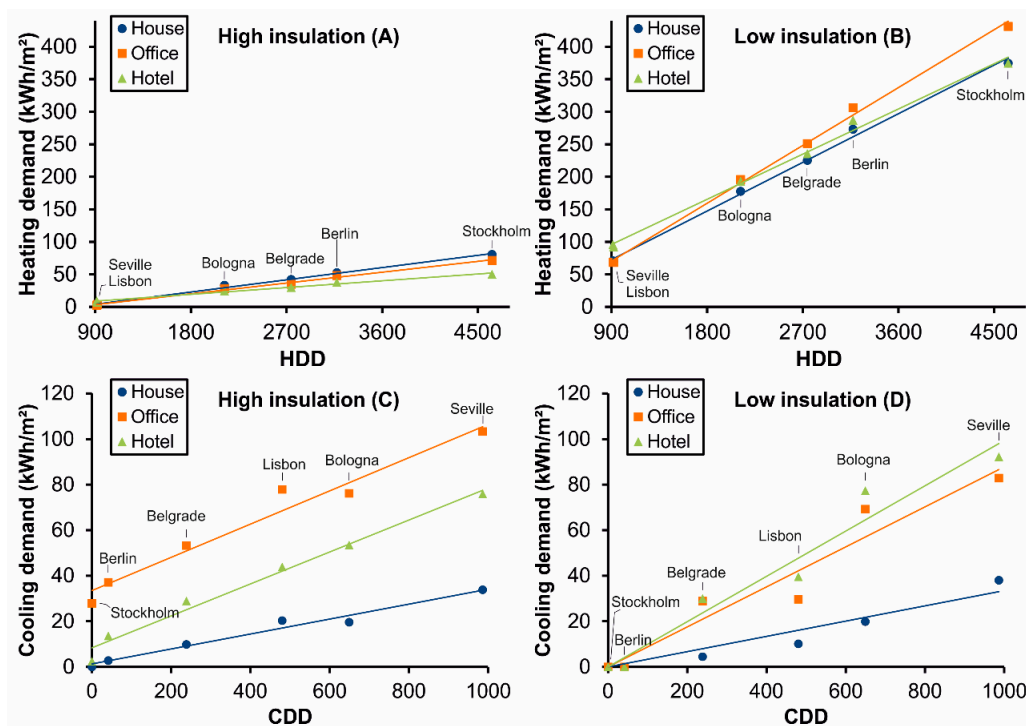 High insulation (A)
House
Office
Hotel
Heating demand (kWh/m²)
400
350
300
250
200
150
100
50
0
Seville
Lisbon
Bologna
Belgrade
Berlin
Stockholm
900 1800 2700 3600 4500
HDD
Low insulation (B)
House
Office
Hotel
Heating demand (kWh/m²)
400
350
300
250
200
150
100
50
0
Stockholm
Berlin
Belgrade
Bologna
Seville
Lisbon
900 1800 2700 3600 4500
HDD
High insulation (C)
House
Office
Hotel
Cooling demand (kWh/m²)
120
100
80
60
40
20
0
Seville
Lisbon
Bologna
Belgrade
Berlin
Stockholm
0 200 400 600 800 1000
CDD
Low insulation (D)
House
Office
Hotel
Cooling demand (kWh/m²)
120
100
80
60
40
20
0
Seville
Bologna
Lisbon
Belgrade
Stockholm
Berlin
0 200 400 600 800 1000
CDD